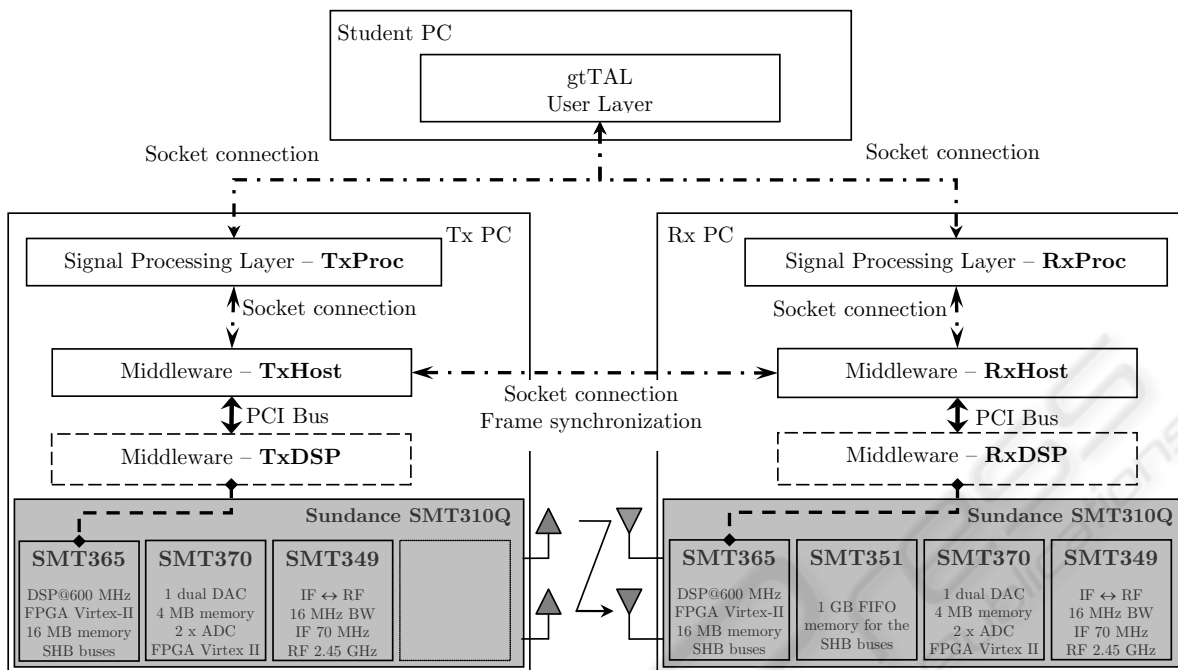 Student PC
gtTAL
User Layer
Socket connection
Socket connection
Tx PC
Rx PC
Signal Processing Layer – TxProc
Signal Processing Layer – RxProc
Socket connection
Socket connection
Middleware – TxHost
Middleware – RxHost
Socket connection
Frame synchronization
PCI Bus
PCI Bus
Middleware – TxDSP
Middleware – RxDSP
Sundance SMT310Q
SMT365
DSP@600 MHz
FPGA Virtex-II
16 MB memory
SHB buses
SMT370
1 dual DAC
4 MB memory
2 x ADC
FPGA Virtex II
SMT349
IF ↔ RF
16 MHz BW
IF 70 MHz
RF 2.45 GHz
Sundance SMT310Q
SMT365
DSP@600 MHz
FPGA Virtex-II
16 MB memory
SHB buses
SMT351
1 GB FIFO
memory for the
SHB buses
SMT370
1 dual DAC
4 MB memory
2 x ADC
FPGA Virtex II
SMT349
IF ↔ RF
16 MHz BW
IF 70 MHz
RF 2.45 GHz